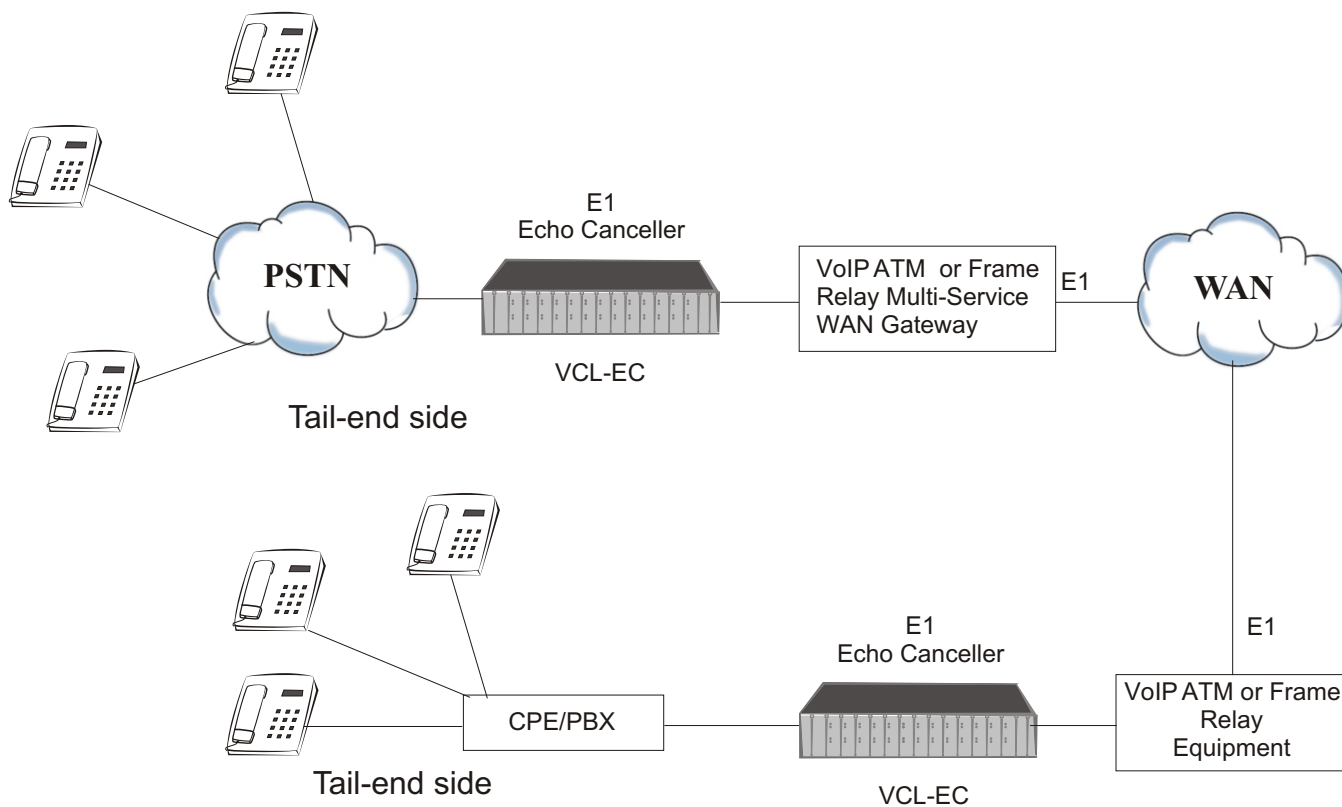 E1
Echo Canceller
PSTN
VoIP ATM or Frame
Relay Multi-Service
WAN Gateway
E1
WAN
VCL-EC
Tail-end side
E1
E1
Echo Canceller
CPE/PBX
VoIP ATM or Frame
Relay
Equipment
Tail-end side
VCL-EC